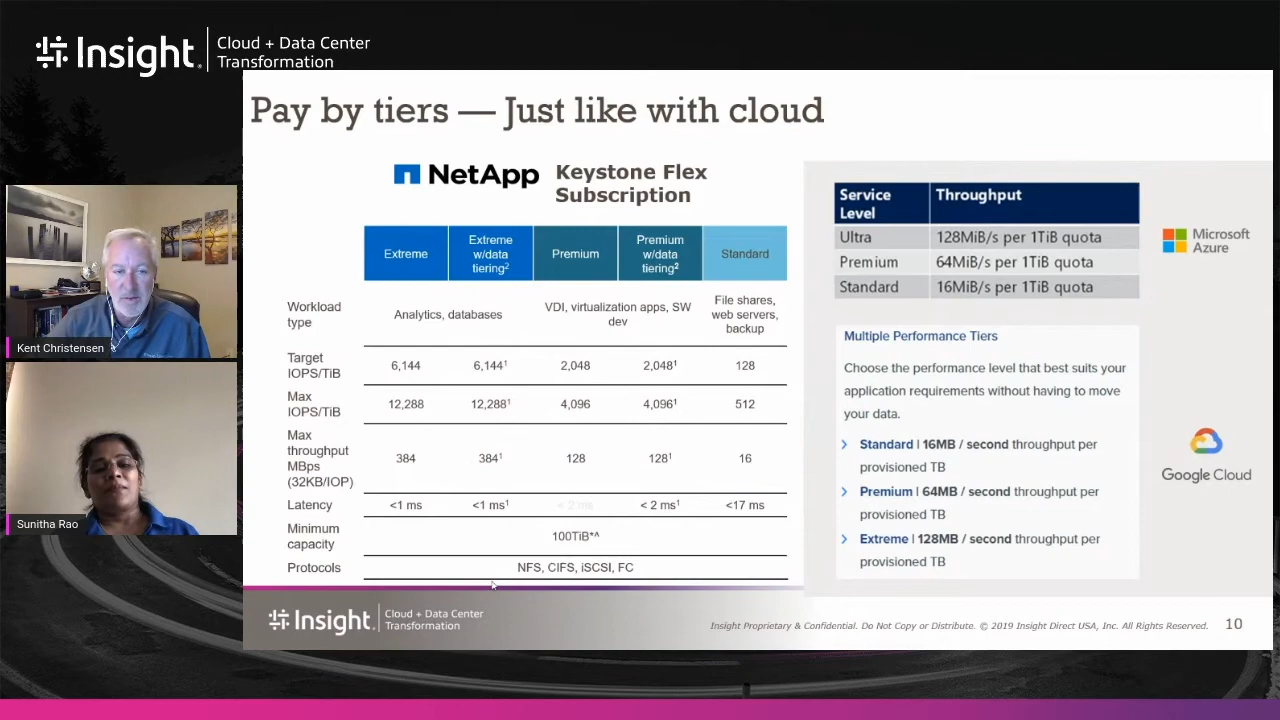 Insight
Cloud + Data Center
Transformation
Pay by tiers — Just like with cloud
NetApp
Keystone Flex
Subscription
Extreme
Extreme
w/data
tiering²
Premium
Premium
w/data
tiering²
Standard
Workload
type
Analytics, databases
VDI, virtualization apps, SW
dev
File shares,
web servers,
backup
Target
IOPS/TiB
6,144
6,144¹
2,048
2,048¹
128
Max
IOPS/TiB
12,288
12,288¹
4,096
4,096¹
512
Max
throughput
MBps
(32KB/IOP)
384
384¹
128
128¹
16
Latency
<1 ms
<1 ms¹
< 2 ms
< 2 ms¹
<17 ms
Minimum
capacity
100TiB*^
Protocols
NFS, CIFS, iSCSI, FC
Service
Level
Throughput
Ultra
128MiB/s per 1TiB quota
Premium
64MiB/s per 1TiB quota
Standard
16MiB/s per 1TiB quota
Microsoft
Azure
Multiple Performance Tiers
Choose the performance level that best suits your
application requirements without having to move
your data.
Standard | 16MB / second throughput per
provisioned TB
Premium | 64MB / second throughput per
provisioned TB
Extreme | 128MB / second throughput per
provisioned TB
Google Cloud
Kent Christensen
Sunitha Rao
Insight
Cloud + Data Center
Transformation
Insight Proprietary & Confidential. Do Not Copy or Distribute. © 2019 Insight Direct USA, Inc. All Rights Reserved.
10